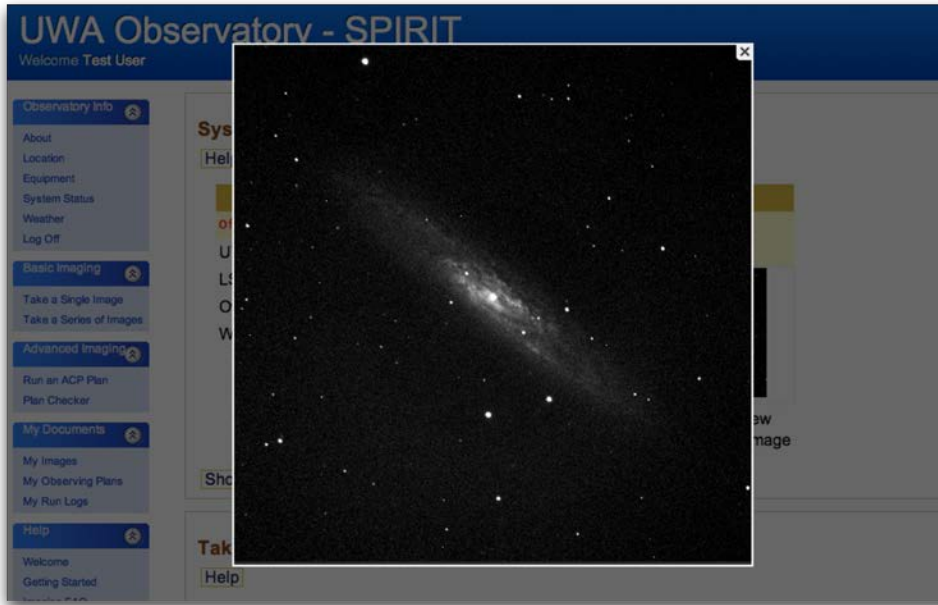 UWA Observatory - SPIRIT
Welcome Test User
Observatory Info
About
Location
Equipment
System Status
Weather
Log Off
Basic Imaging
Take a Single Image
Take a Series of Images
Advanced Imaging
Run an ACP Plan
Plan Checker
My Documents
My Images
My Observing Plans
My Run Logs
Help
Welcome
Getting Started
Sys
Help
of
U
LS
O
W
ew
mage
Sho
Tak
Help